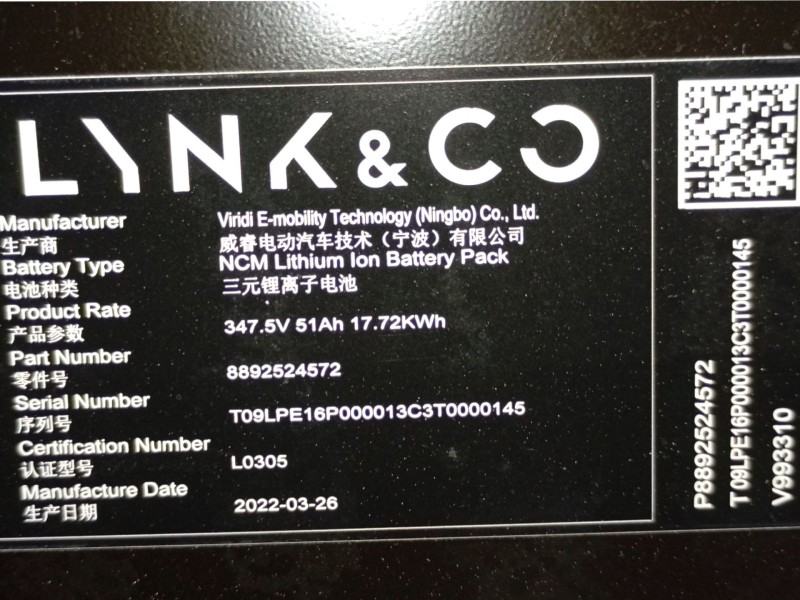 LYNK & CO
Manufacturer Viridi E-mobility Technology (Ningbo) Co., Ltd.
生产商 威睿电动汽车技术（宁波）有限公司
Battery Type NCM Lithium Ion Battery Pack
电池种类 三元锂离子电池
Product Rate
产品参数 347.5V 51Ah 17.72KWh
Part Number
零件号 8892524572
Serial Number
序列号 T09LPE16P000013C3T0000145
Certification Number
认证型号 L0305
Manufacture Date
生产日期 2022-03-26
P8892524572
T09LPE16P000013C3T0000145
V993310